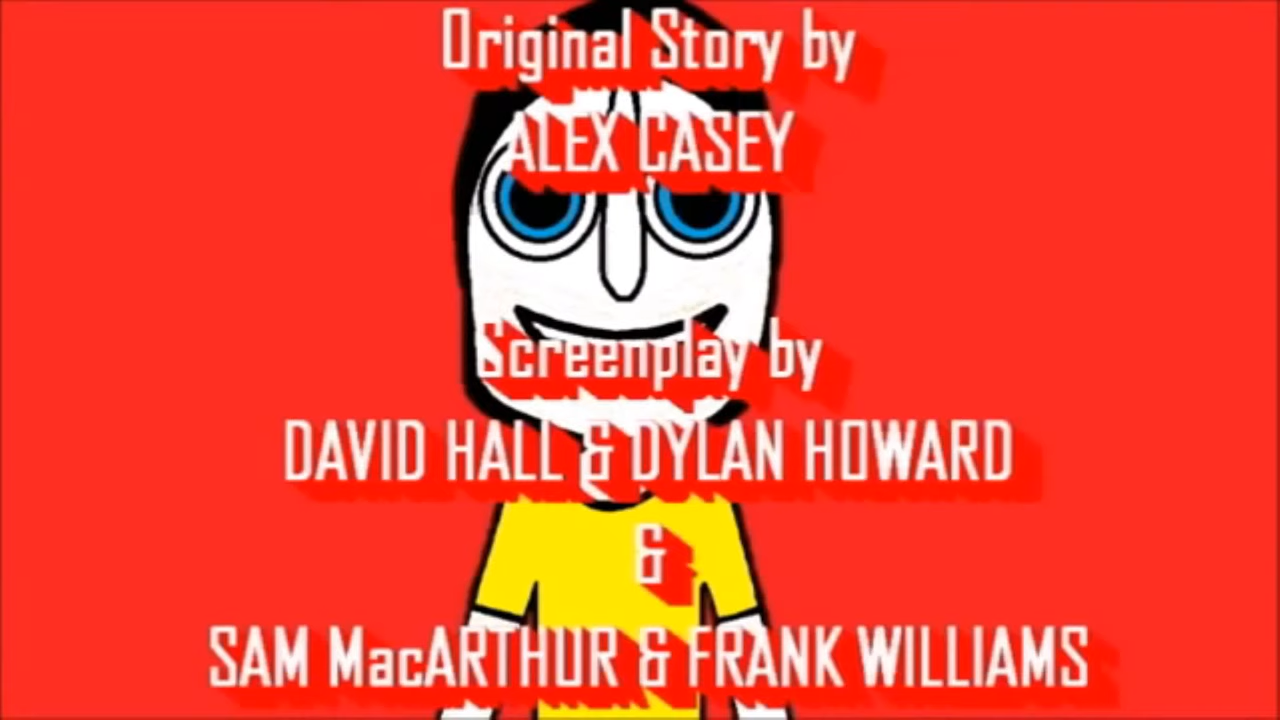 Original Story by
ALEX CASEY
Screenplay by
DAVID HALL & DYLAN HOWARD
&
SAM MacARTHUR & FRANK WILLIAMS